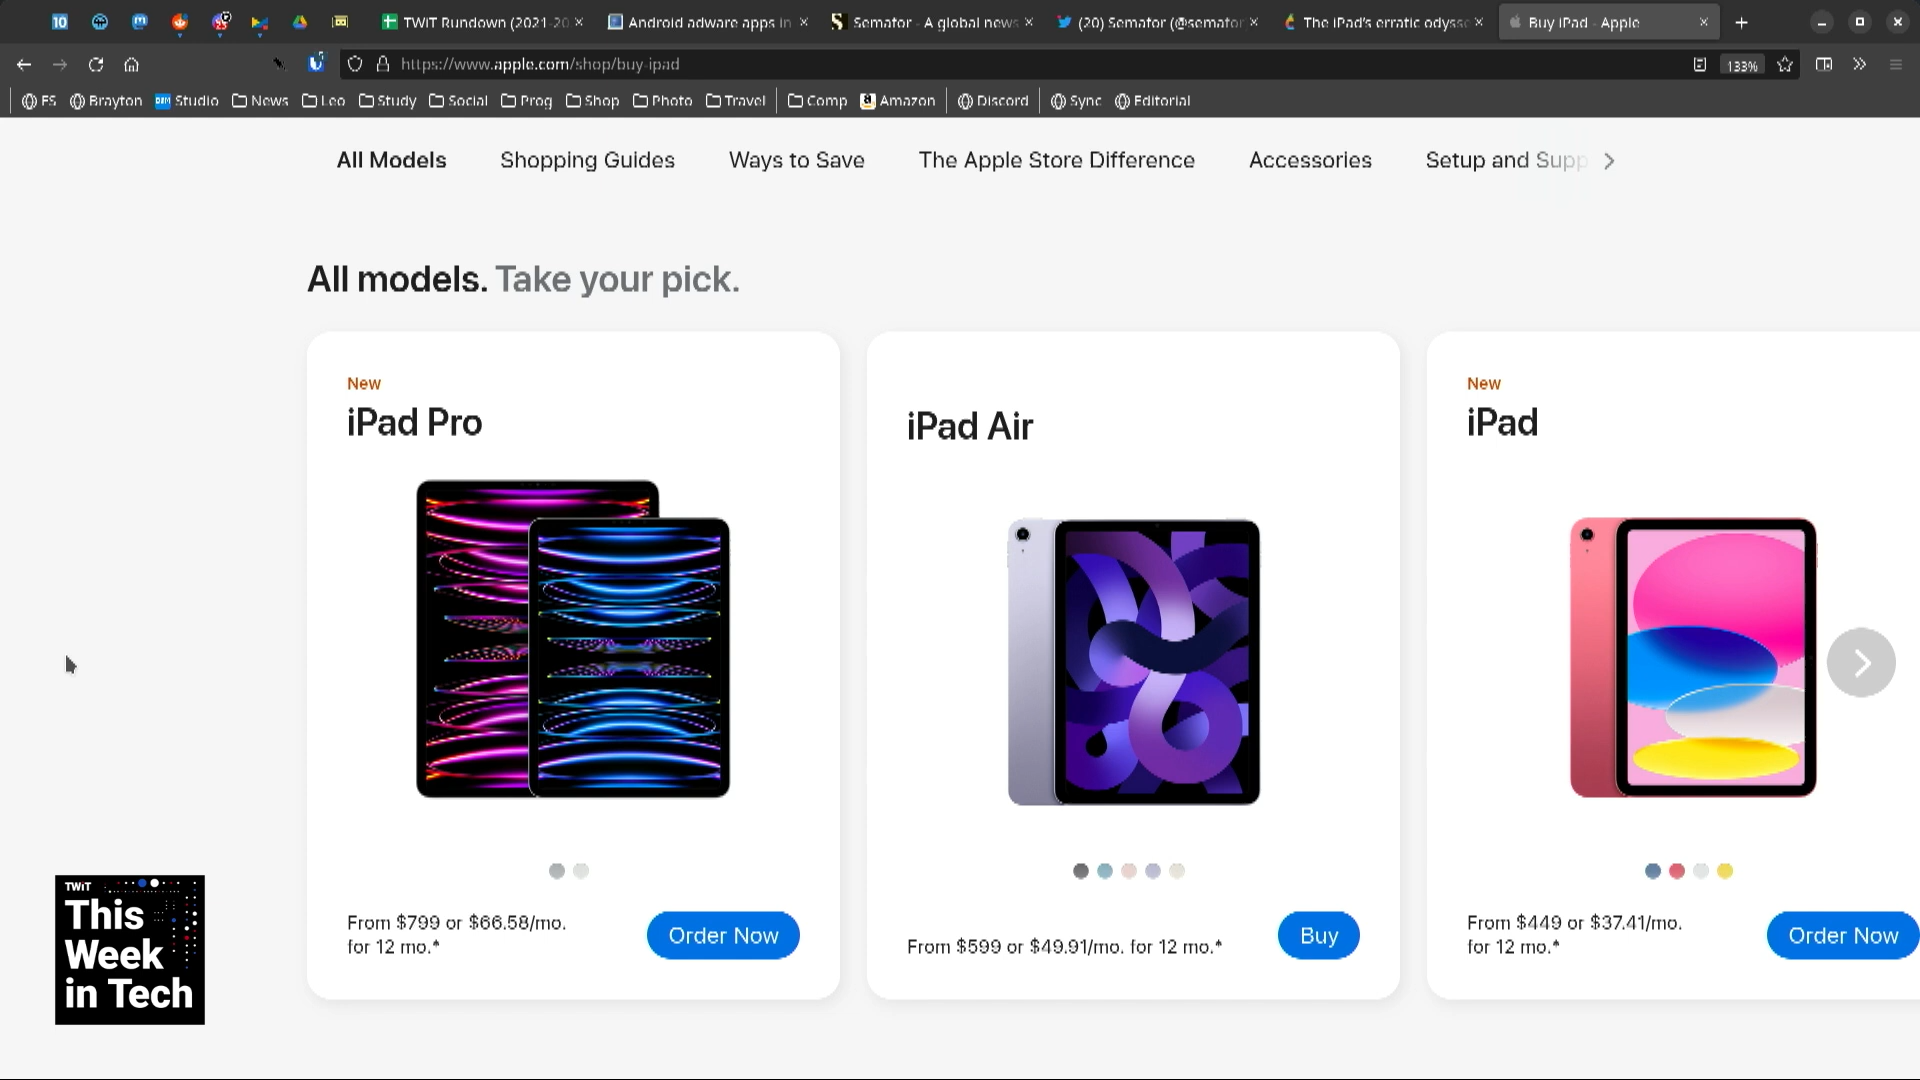 10
TWiT Rundown (2021-20
Android adware apps in
Semafor - A global news
(20) Semafor (@semafor
The iPad's erratic odysse
Buy iPad - Apple
https://www.apple.com/shop/buy-ipad
133%
FS
Brayton
Studio
News
Leo
Study
Social
Prog
Shop
Photo
Travel
Comp
Amazon
Discord
Sync
Editorial
All Models
Shopping Guides
Ways to Save
The Apple Store Difference
Accessories
Setup and Supp
All models. Take your pick.
New
iPad Pro
From $799 or $66.58/mo.
for 12 mo.*
Order Now
iPad Air
From $599 or $49.91/mo. for 12 mo.*
Buy
New
iPad
From $449 or $37.41/mo.
for 12 mo.*
Order Now
TWiT
This
Week
in Tech